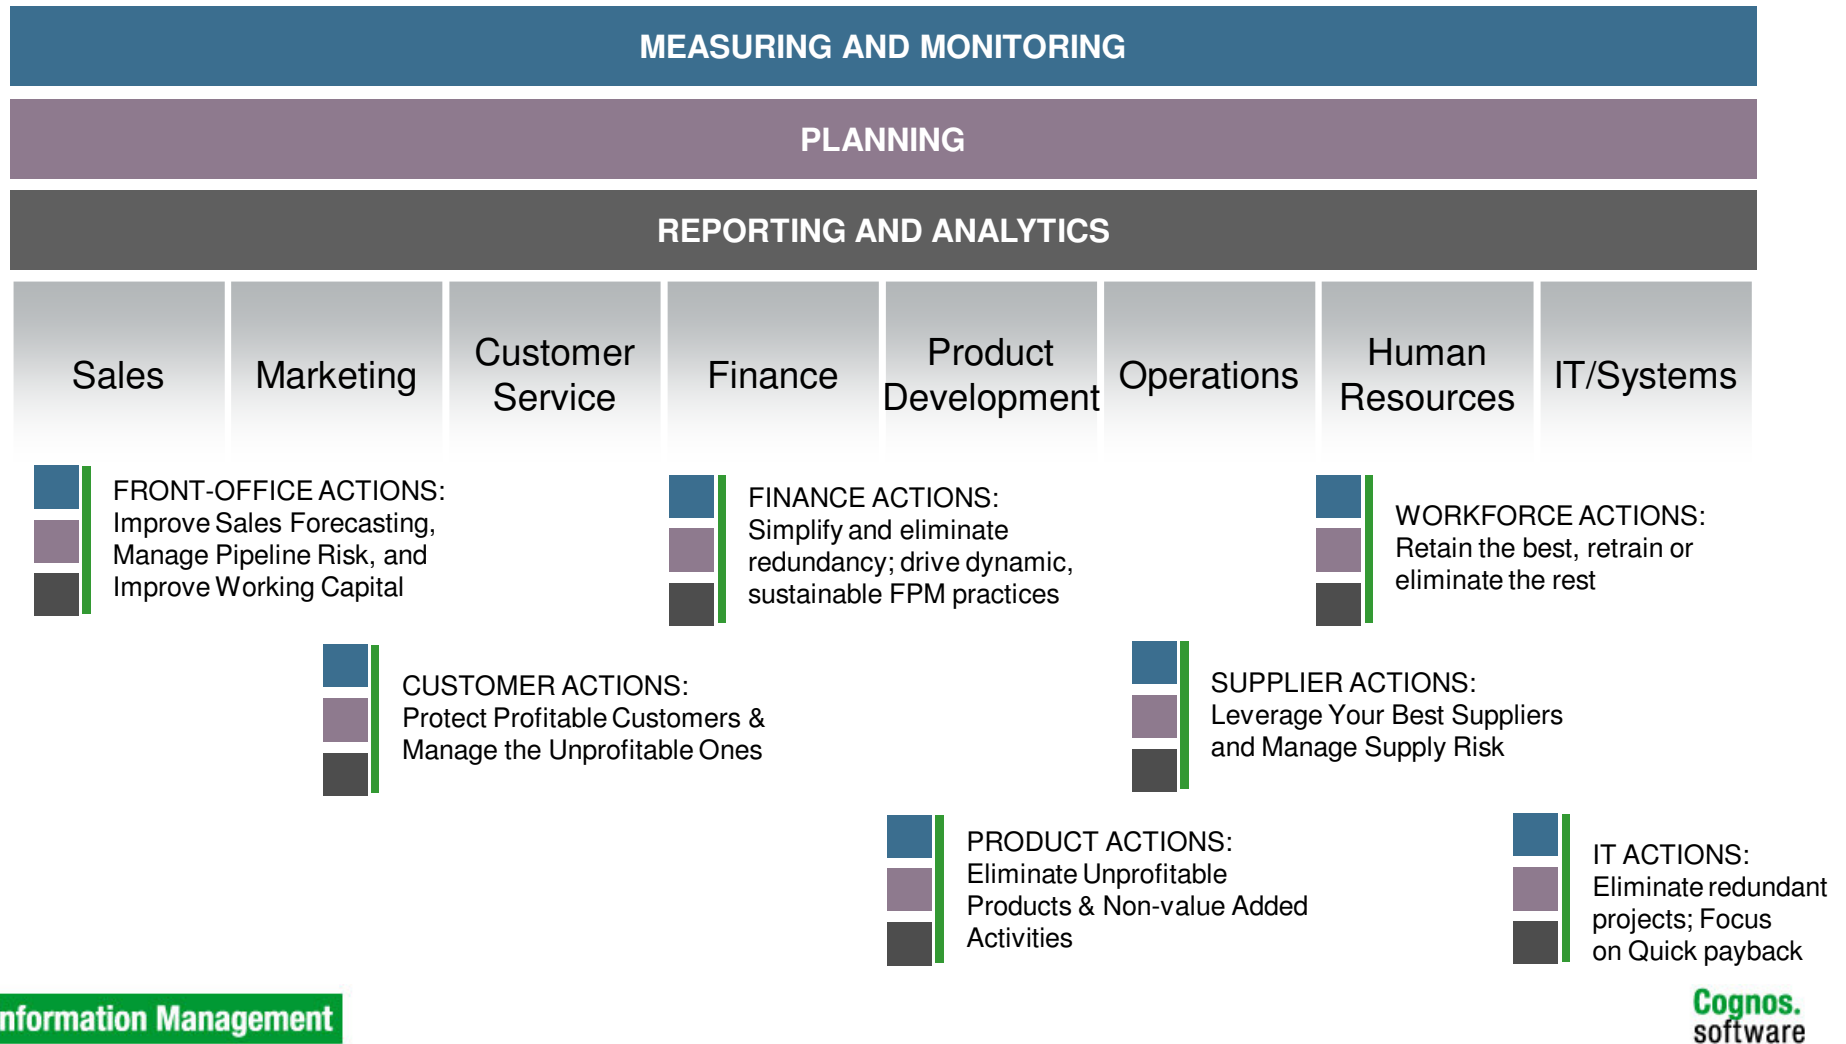 MEASURING AND MONITORING
PLANNING
REPORTING AND ANALYTICS
Sales
Marketing
Customer
Service
Finance
Product
Development
Operations
Human
Resources
IT/Systems
FRONT-OFFICE ACTIONS:
Improve Sales Forecasting,
Manage Pipeline Risk, and
Improve Working Capital
FINANCE ACTIONS:
Simplify and eliminate
redundancy; drive dynamic,
sustainable FPM practices
WORKFORCE ACTIONS:
Retain the best, retrain or
eliminate the rest
CUSTOMER ACTIONS:
Protect Profitable Customers &
Manage the Unprofitable Ones
SUPPLIER ACTIONS:
Leverage Your Best Suppliers
and Manage Supply Risk
PRODUCT ACTIONS:
Eliminate Unprofitable
Products & Non-value Added
Activities
IT ACTIONS:
Eliminate redundant
projects; Focus
on Quick payback
nformation Management
Cognos.
software